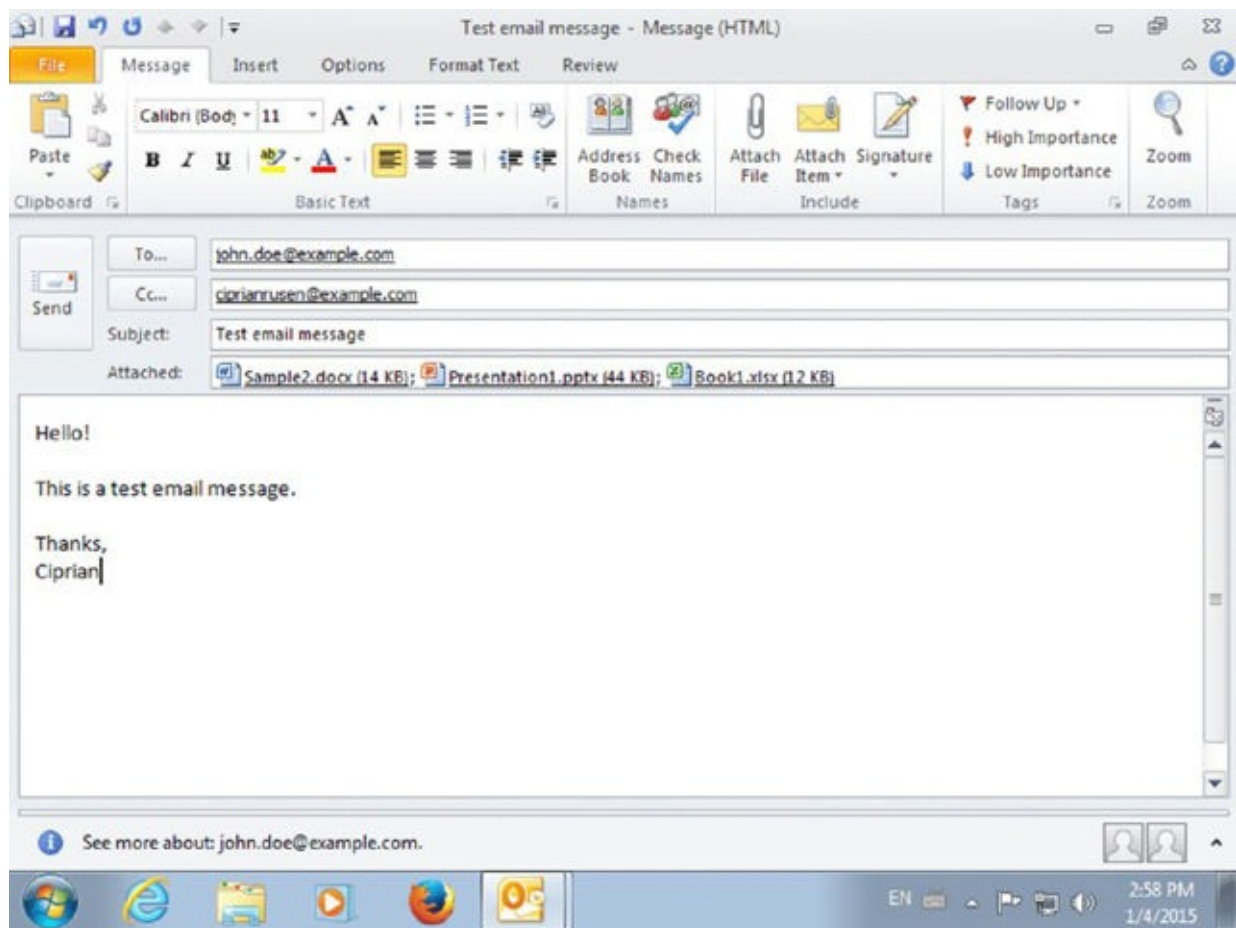 Test email message - Message (HTML)
File Message Insert Options Format Text Review
Calibri (Body 11
Paste
B I U
Address Book
Check Names
Attach File
Attach Item
Signature
Follow Up
High Importance
Low Importance
Zoom
Clipboard Basic Text Names Include Tags Zoom
Send
To... john.doe@example.com
Cc... ciprianrusen@example.com
Subject: Test email message
Attached: Sample2.docx (14 KB); Presentation1.pptx (44 KB); Book1.xlsx (12 KB)
Hello!
This is a test email message.
Thanks,
Ciprian
See more about: john.doe@example.com.
EN 2:58 PM
1/4/2015